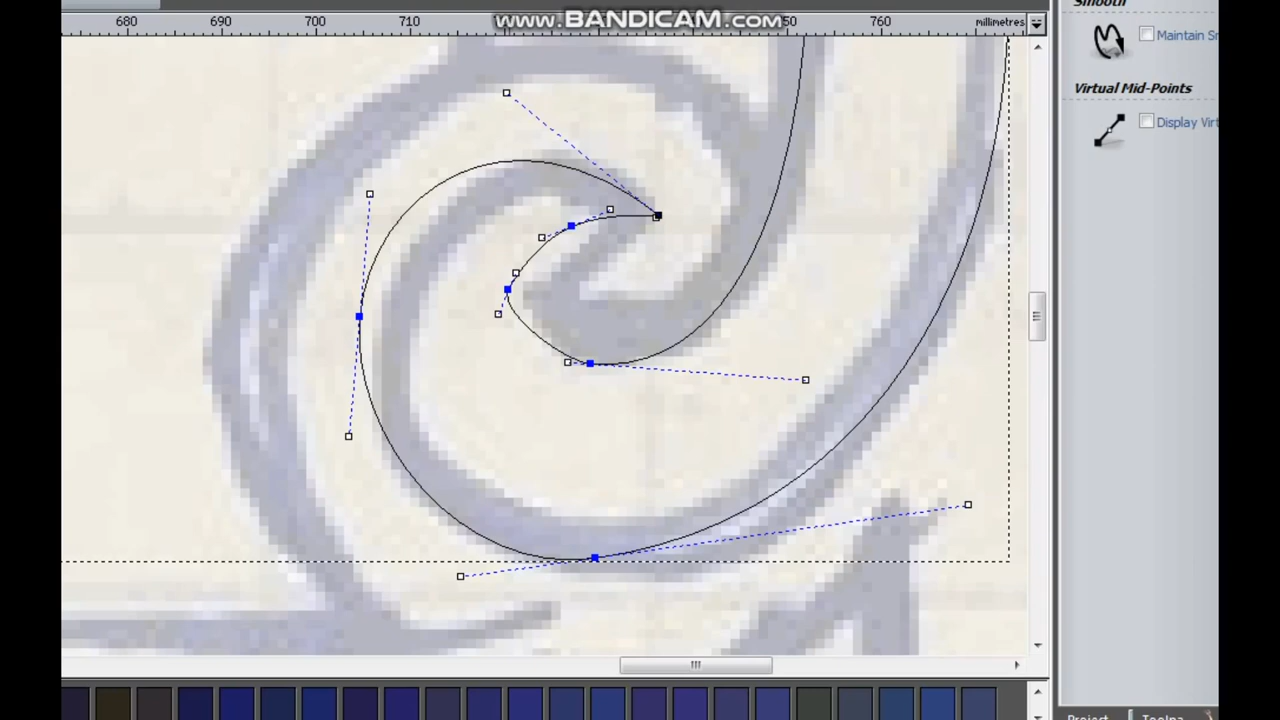 Smooth
680 690 700 710 50 760 millimetres
www.BANDICAM.com
Maintain Sr
Virtual Mid-Points
Display Virt
Project
Toolpa